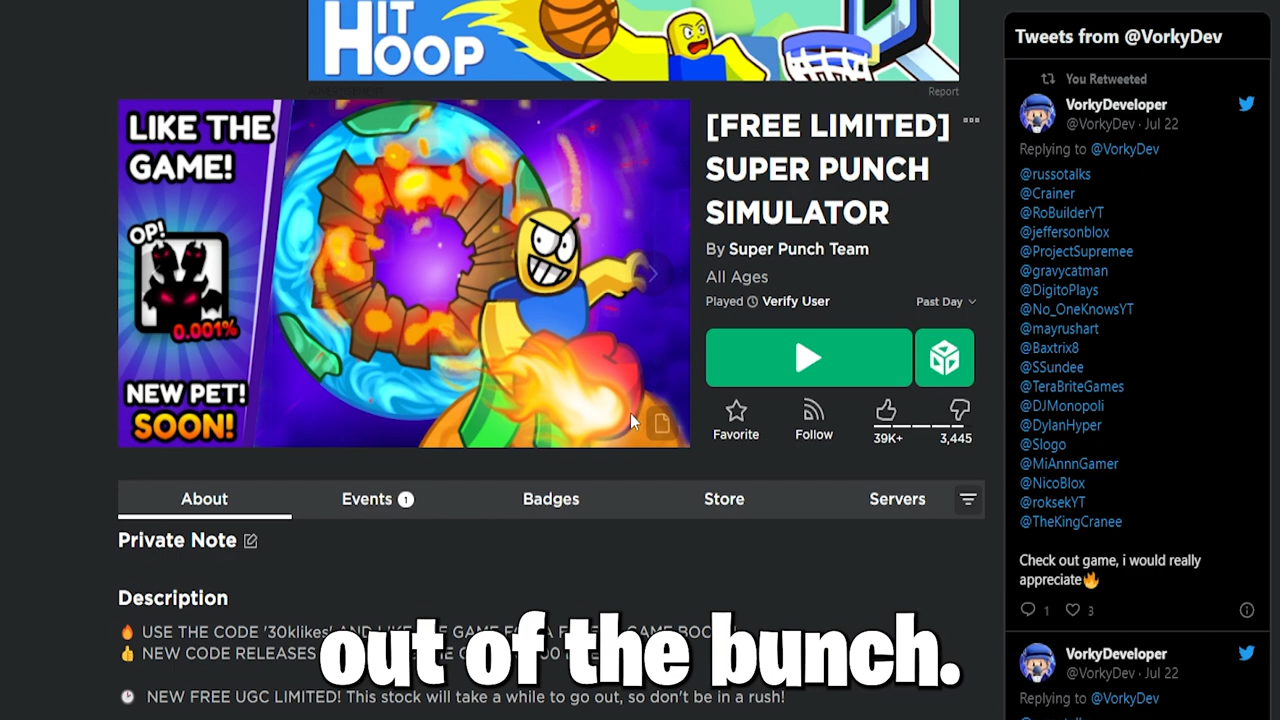 HIT
HOOP
ADVERTISEMENT
Report
LIKE THE
GAME!
OP!
0.001%
NEW PET!
SOON!
[FREE LIMITED]
SUPER PUNCH
SIMULATOR
By Super Punch Team
All Ages
Played Verify User
Past Day
Favorite
Follow
39K+
3,445
About
Events 1
Badges
Store
Servers
Private Note
Description
USE THE CODE '30klikes' AND LIKE THE GAME
NEW CODE RELEASES
out of the bunch.
NEW FREE UGC LIMITED! This stock will take a while to go out, so don't be in a rush!
Tweets from @VorkyDev
You Retweeted
VorkyDeveloper
@VorkyDev · Jul 22
Replying to @VorkyDev
@russotalks
@Crainer
@RoBuilderYT
@jeffersonblox
@ProjectSupremee
@gravycatman
@DigitoPlays
@No_OneKnowsYT
@mayrushart
@Baxtrix8
@SSundee
@TeraBriteGames
@DJMonopoli
@DylanHyper
@Slogo
@MiAnnnGamer
@NicoBlox
@roksekYT
@TheKingCranee
Check out game, i would really
appreciate🔥
1
3
VorkyDeveloper
@VorkyDev · Jul 22
Replying to @VorkyDev